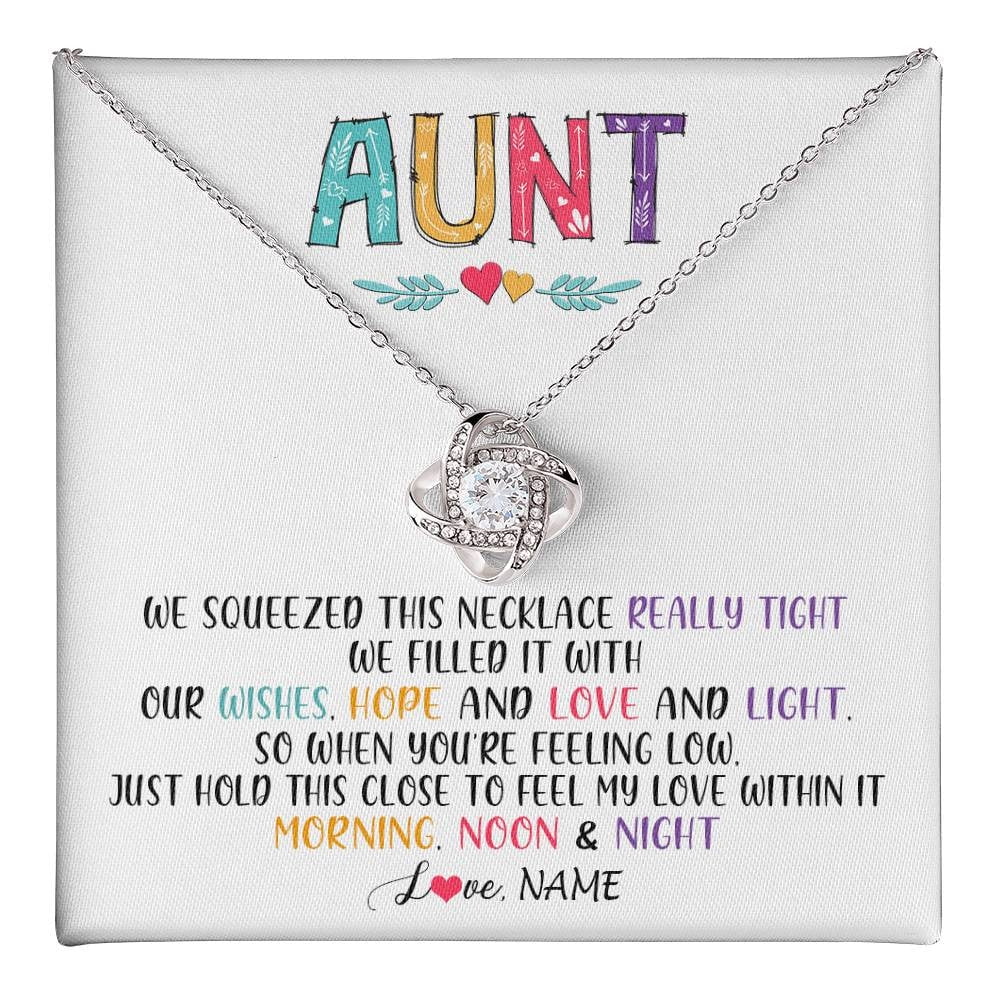 AUNT
WE SQUEEZED THIS NECKLACE REALLY TIGHT
WE FILLED IT WITH
OUR WISHES, HOPE AND LOVE AND LIGHT.
SO WHEN YOU'RE FEELING LOW,
JUST HOLD THIS CLOSE TO FEEL MY LOVE WITHIN IT
MORNING, NOON & NIGHT
Love, NAME